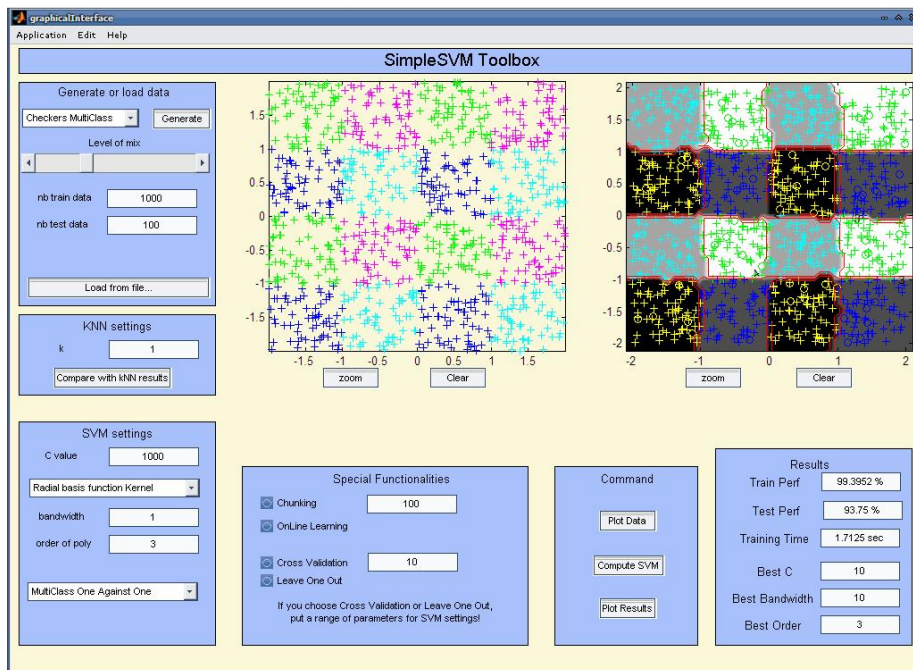 graphicalInterface
Application Edit Help
SimpleSVM Toolbox
Generate or load data
Checkers MultiClass
Generate
Level of mix
nb train data
1000
nb test data
100
Load from file...
KNN settings
k
1
Compare with kNN results
SVM settings
C value
1000
Radial basis function Kernel
bandwidth
1
order of poly
3
MultiClass One Against One
1.5
1
0.5
0
-0.5
-1
-1.5
-1.5 -1 -0.5 0 0.5 1 1.5
zoom
Clear
2
1.5
1
0.5
0
-0.5
-1
-1.5
-2
-2 -1 0 1 2
zoom
Clear
Special Functionalities
Chunking
100
OnLine Learning
Cross Validation
10
Leave One Out
If you choose Cross Validation or Leave One Out,
put a range of parameters for SVM settings!
Command
Plot Data
Compute SVM
Plot Results
Results
Train Perf
99.3952 %
Test Perf
93.75 %
Training Time
1.7125 sec
Best C
10
Best Bandwidth
10
Best Order
3